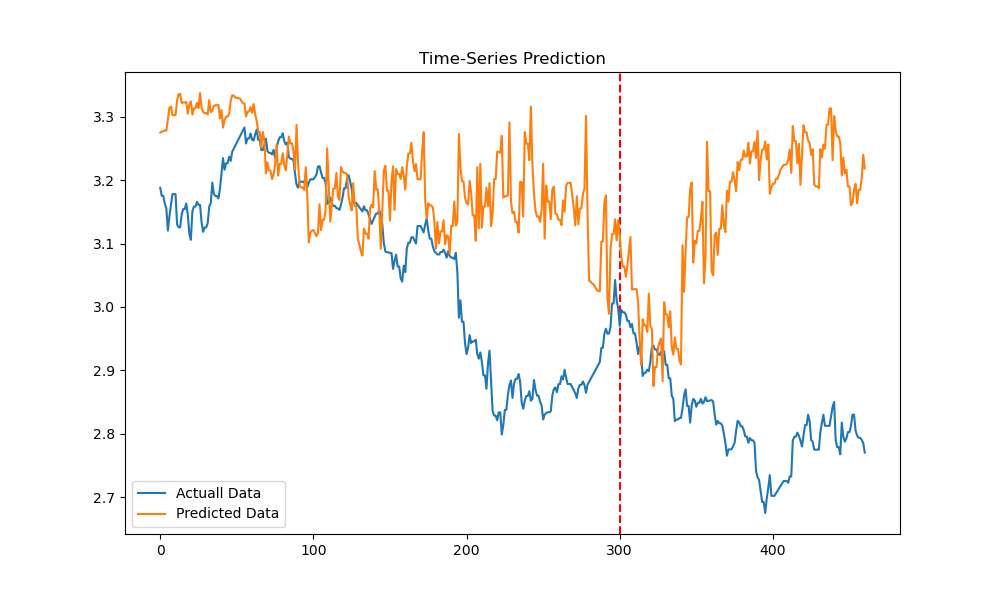 Time-Series Prediction
3.3
3.2
3.1
3.0
2.9
2.8
2.7
Actuall Data
Predicted Data
0 100 200 300 400